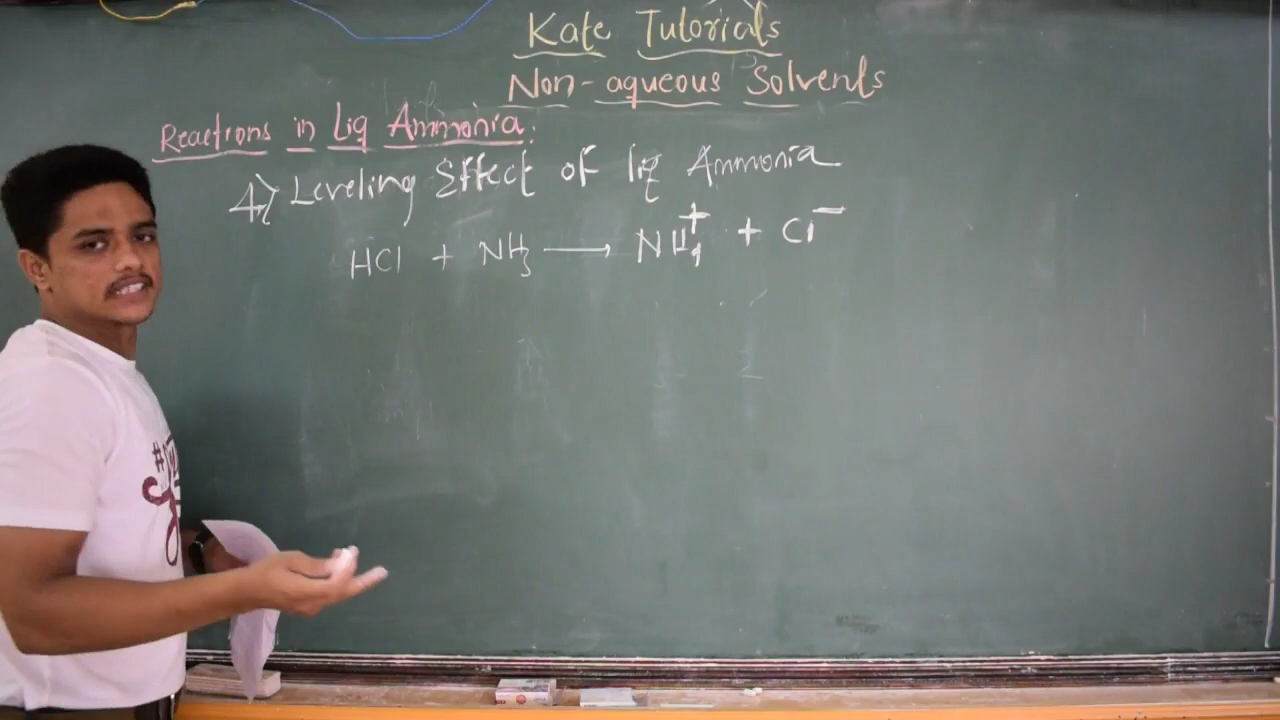 Kate Tutorials
Non-aqueous Solvents
Reactions in Liq Ammonia:
4) Leveling Effect of liq Ammonia
HCl + NH₃ ⟶ NH₄⁺ + Cl⁻